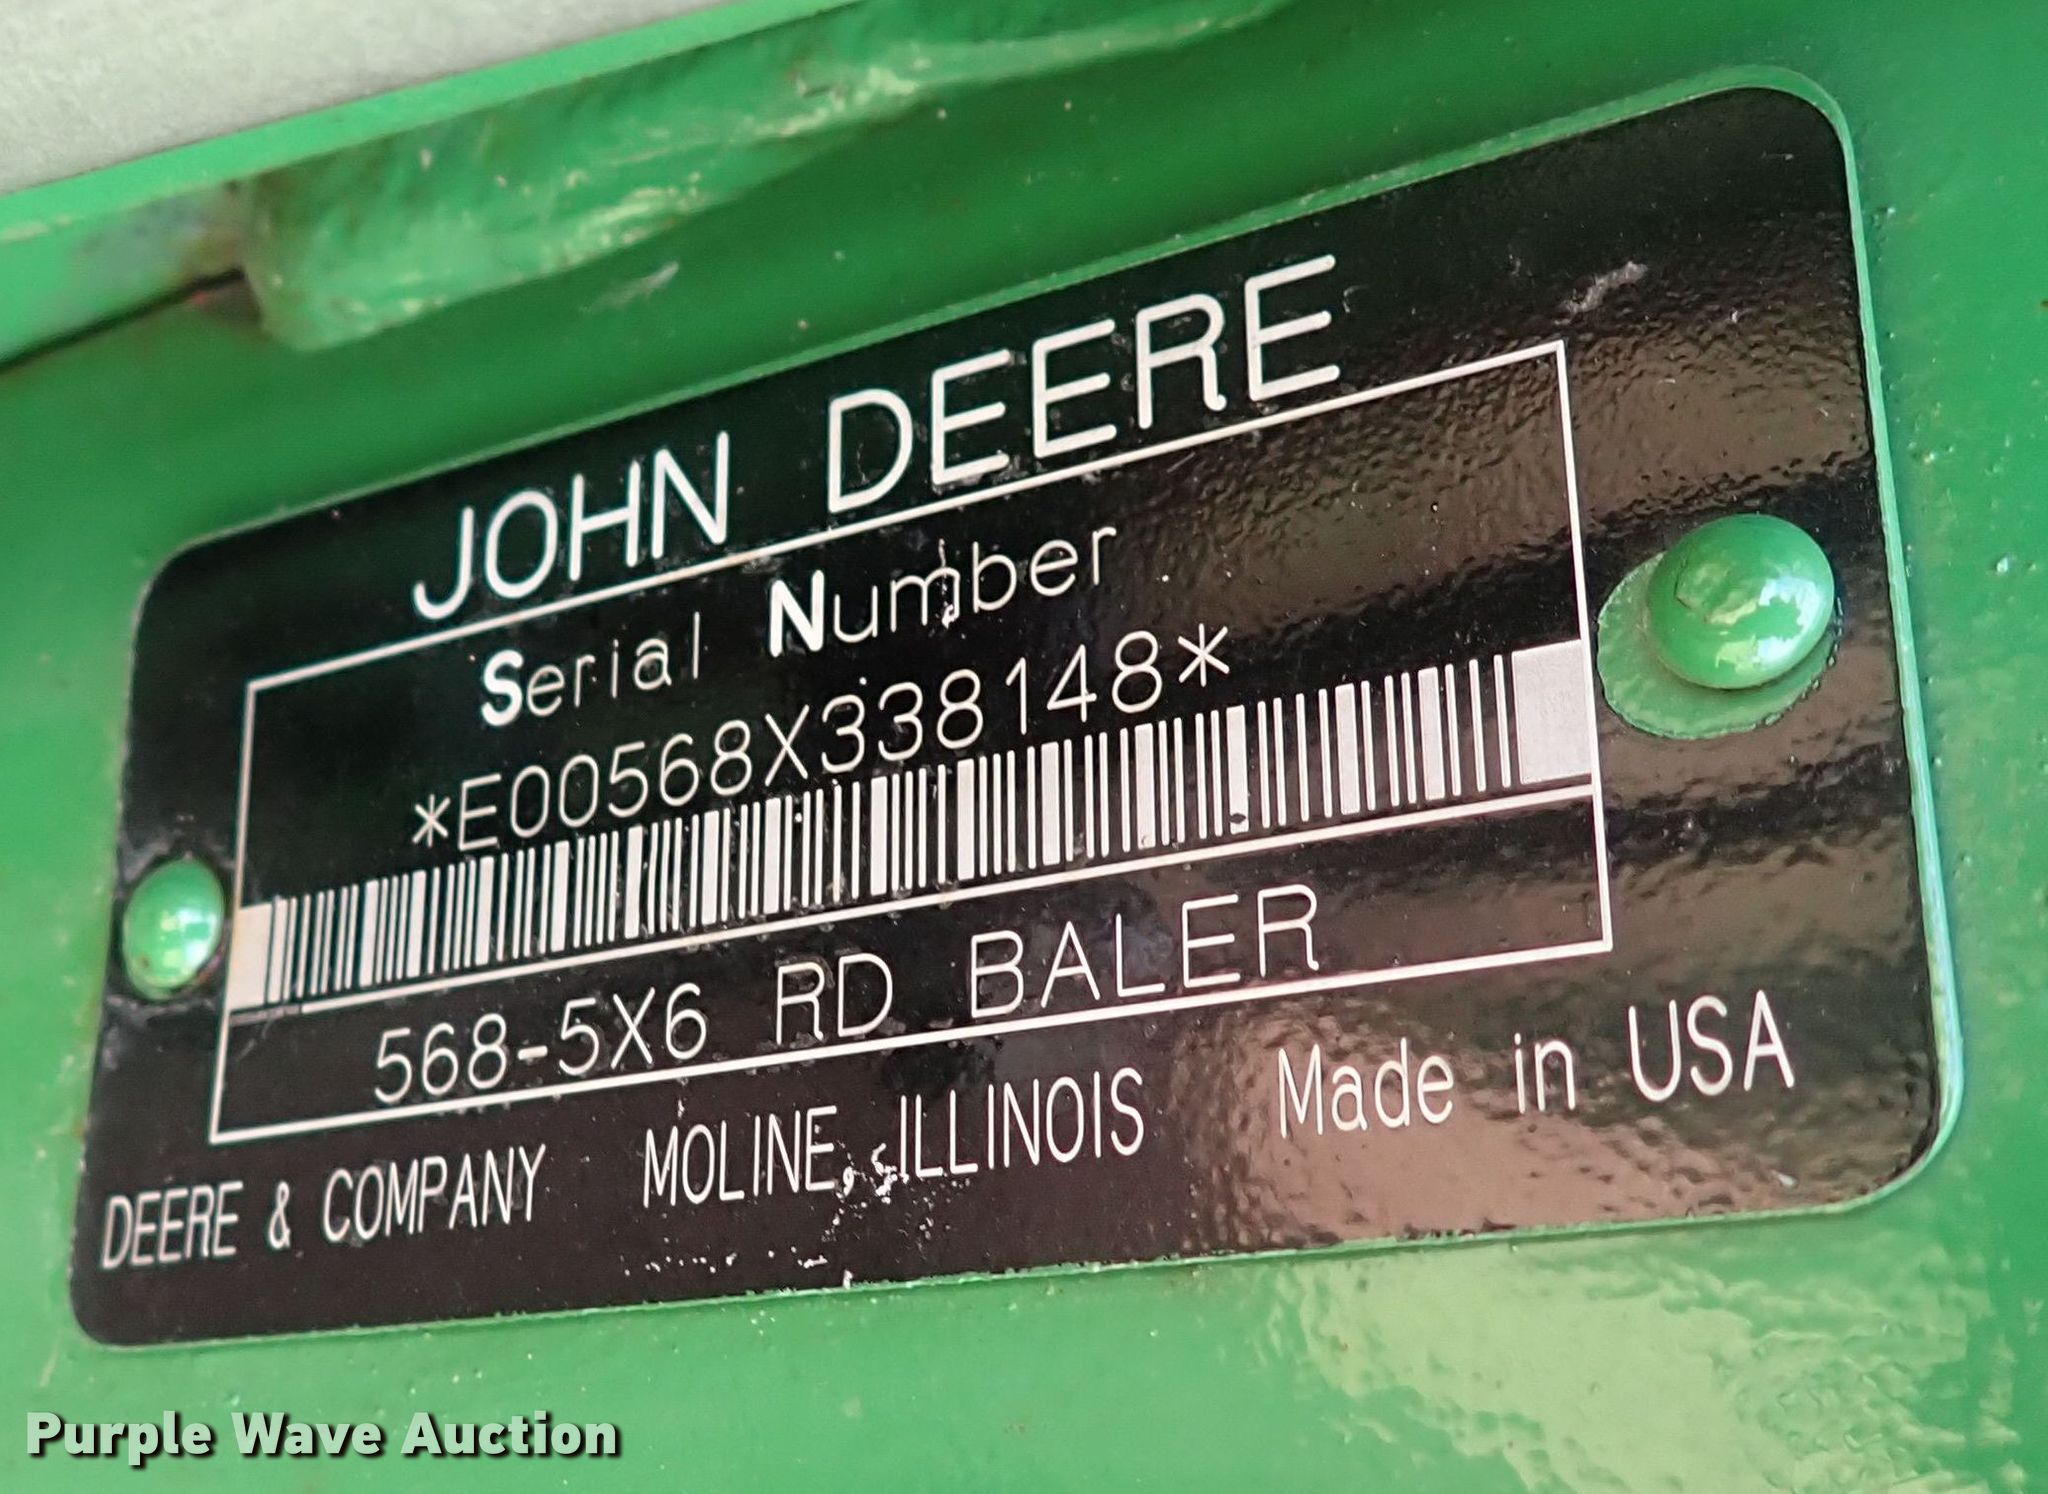 JOHN DEERE
Serial Number
*E00568X338148*
568-5X6 RD BALER
DEERE & COMPANY MOLINE, ILLINOIS Made in USA
Purple Wave Auction